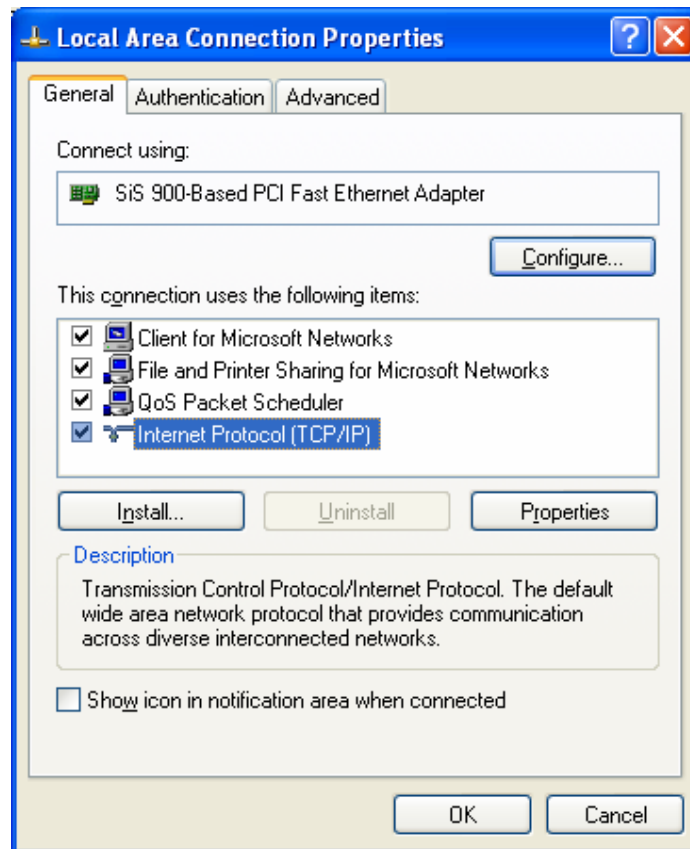 Local Area Connection Properties
General Authentication Advanced
Connect using:
SiS 900-Based PCI Fast Ethernet Adapter
Configure...
This connection uses the following items:
Client for Microsoft Networks
File and Printer Sharing for Microsoft Networks
QoS Packet Scheduler
Internet Protocol (TCP/IP)
Install... Uninstall Properties
Description
Transmission Control Protocol/Internet Protocol. The default
wide area network protocol that provides communication
across diverse interconnected networks.
Show icon in notification area when connected
OK Cancel